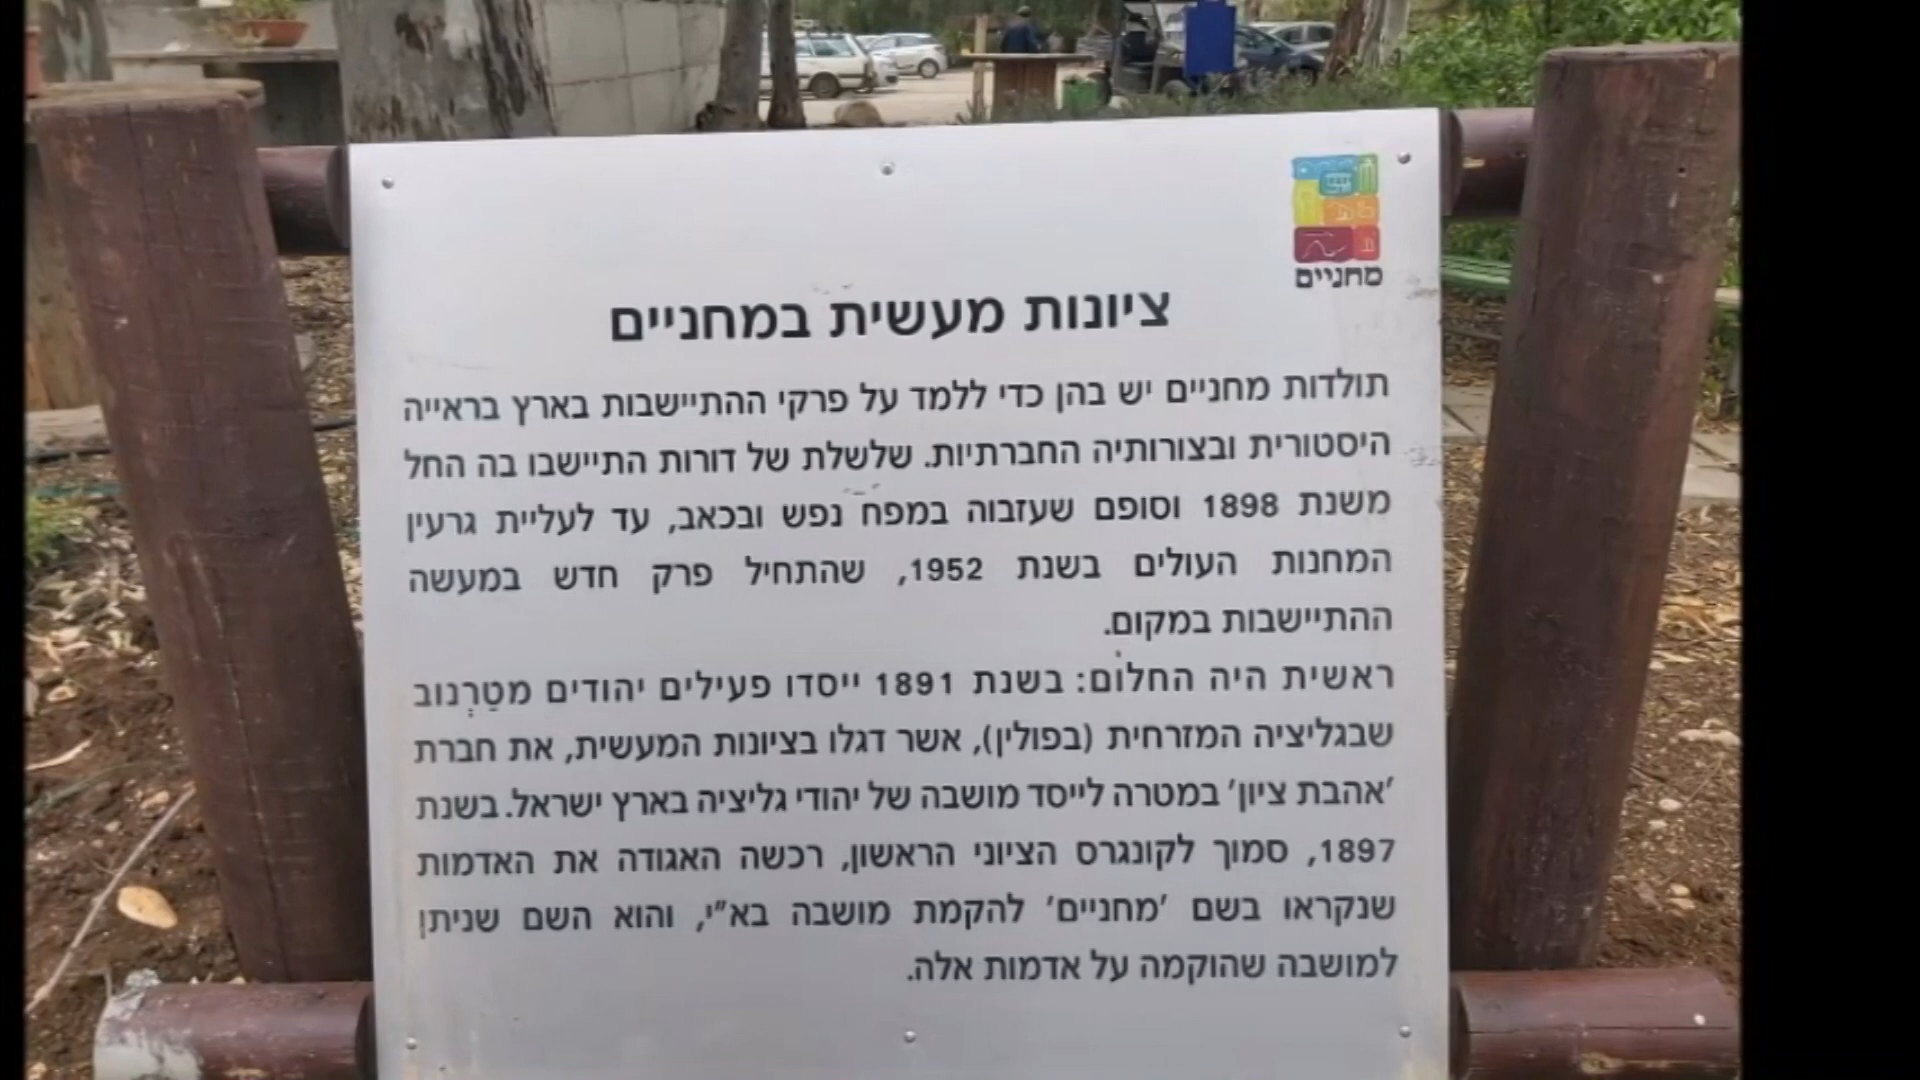 מחניים
ציונות מעשית במחניים
תולדות מחניים יש בהן כדי ללמד על פרקי ההתיישבות בארץ בראייה
היסטורית ובצורותיה החברתיות. שלשלת של דורות התיישבו בה החל
משנת 1898 וסופם שעזבוה במפח נפש ובכאב, עד לעליית גרעין
המחנות העולים בשנת 1952, שהתחיל פרק חדש במעשה
ההתיישבות במקום.
ראשית היה החלוֹם: בשנת 1891 ייסדו פעילים יהודים מטַרְנוב
שבגליציה המזרחית (בפולין), אשר דגלו בציונות המעשית, את חברת
'אהבת ציון' במטרה לייסד מושבה של יהודי גליציה בארץ ישראל. בשנת
1897, סמוך לקונגרס הציוני הראשון, רכשה האגודה את האדמות
שנקראו בשם 'מחניים' להקמת מושבה בא"י, והוא השם שניתן
למושבה שהוקמה על אדמות אלה.